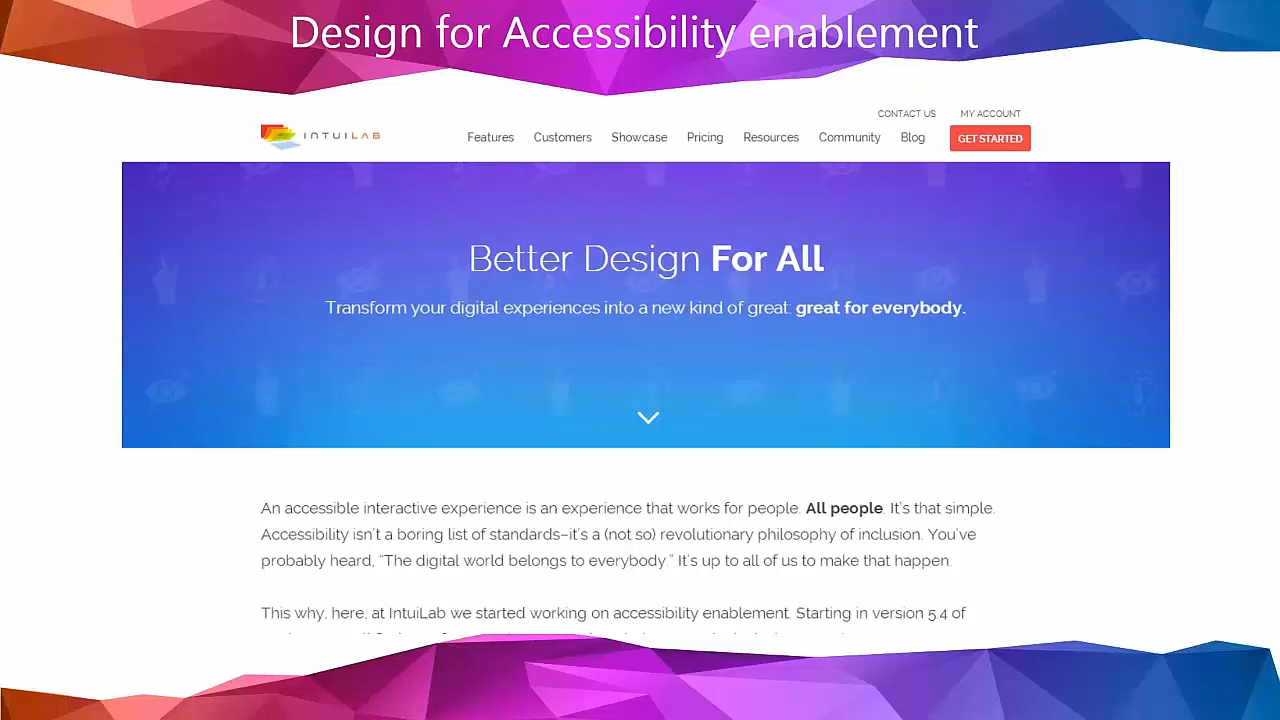 Design for Accessibility enablement
CONTACT US MY ACCOUNT
INTUILAB Features Customers Showcase Pricing Resources Community Blog GET STARTED
Better Design For All
Transform your digital experiences into a new kind of great: great for everybody.
An accessible interactive experience is an experience that works for people. All people. It's that simple.
Accessibility isn't a boring list of standards–it's a (not so) revolutionary philosophy of inclusion. You've
probably heard, “The digital world belongs to everybody.” It's up to all of us to make that happen.
This why, here, at IntuiLab we started working on accessibility enablement. Starting in version 5.4 of